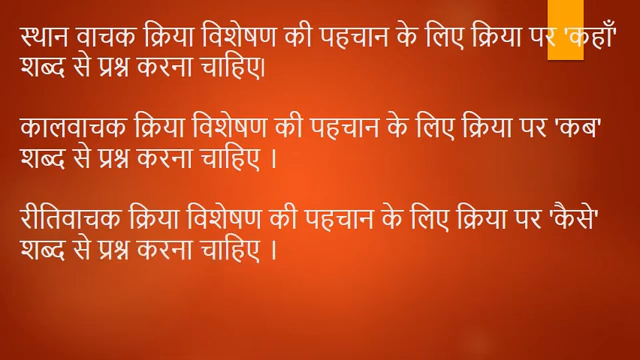 स्थान वाचक क्रिया विशेषण की पहचान के लिए क्रिया पर 'कहाँ'
शब्द से प्रश्न करना चाहिए।
कालवाचक क्रिया विशेषण की पहचान के लिए क्रिया पर 'कब'
शब्द से प्रश्न करना चाहिए ।
रीतिवाचक क्रिया विशेषण की पहचान के लिए क्रिया पर 'कैसे'
शब्द से प्रश्न करना चाहिए ।